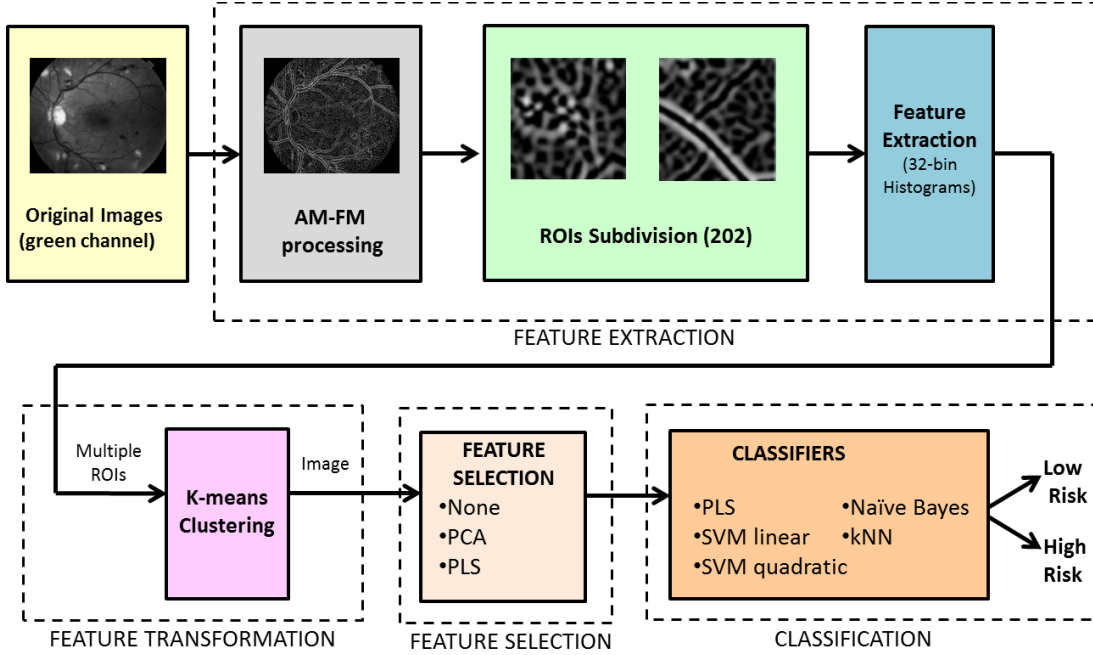 Original Images
(green channel)
AM-FM
processing
ROIs Subdivision (202)
Feature
Extraction
(32-bin
Histograms)
FEATURE EXTRACTION
Multiple
ROIs
K-means
Clustering
Image
FEATURE TRANSFORMATION
FEATURE
SELECTION
•None
•PCA
•PLS
FEATURE SELECTION
CLASSIFIERS
•PLS
•SVM linear
•SVM quadratic
•Naïve Bayes
•kNN
Low
Risk
High
Risk
CLASSIFICATION